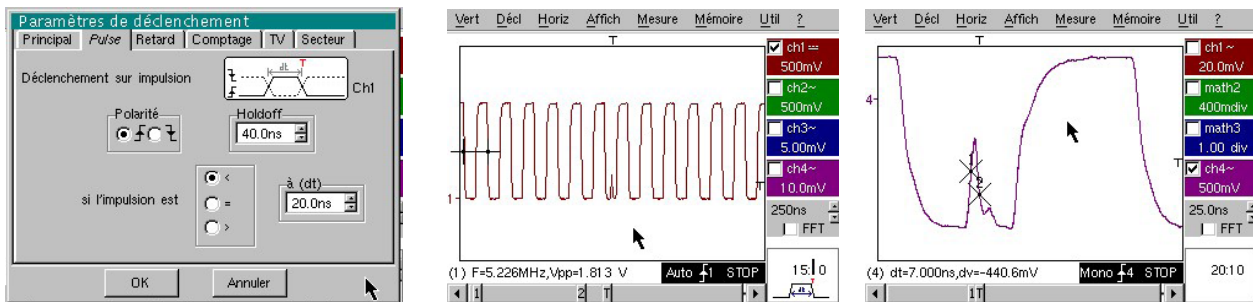 Paramètres de déclenchement
Principal Pulse Retard Comptage TV Secteur
Déclenchement sur impulsion
dt T
Ch1
Polarité
Holdoff
40.0ns
si l'impulsion est
<
=
>
à (dt)
20.0ns
OK Annuler
Vert Décl Horiz Affich Mesure Mémoire Util ?
T
ch1
500mV
ch2~
500mV
ch3~
5.00mV
ch4~
10.0mV
T
1
250ns
FFT
(1) F=5.226MHz,Vpp=1.813 V Auto 1 STOP
15: 0
1 2 T
dt
Vert Décl Horiz Affich Mesure Mémoire Util ?
T
ch1~
20.0mV
math2
400mdiv
math3
1.00 div
ch4~
500mV
4
1
2
T
25.0ns
FFT
(4) dt=7.000ns,dv=-440.6mV Mono 4 STOP
20:10
1T